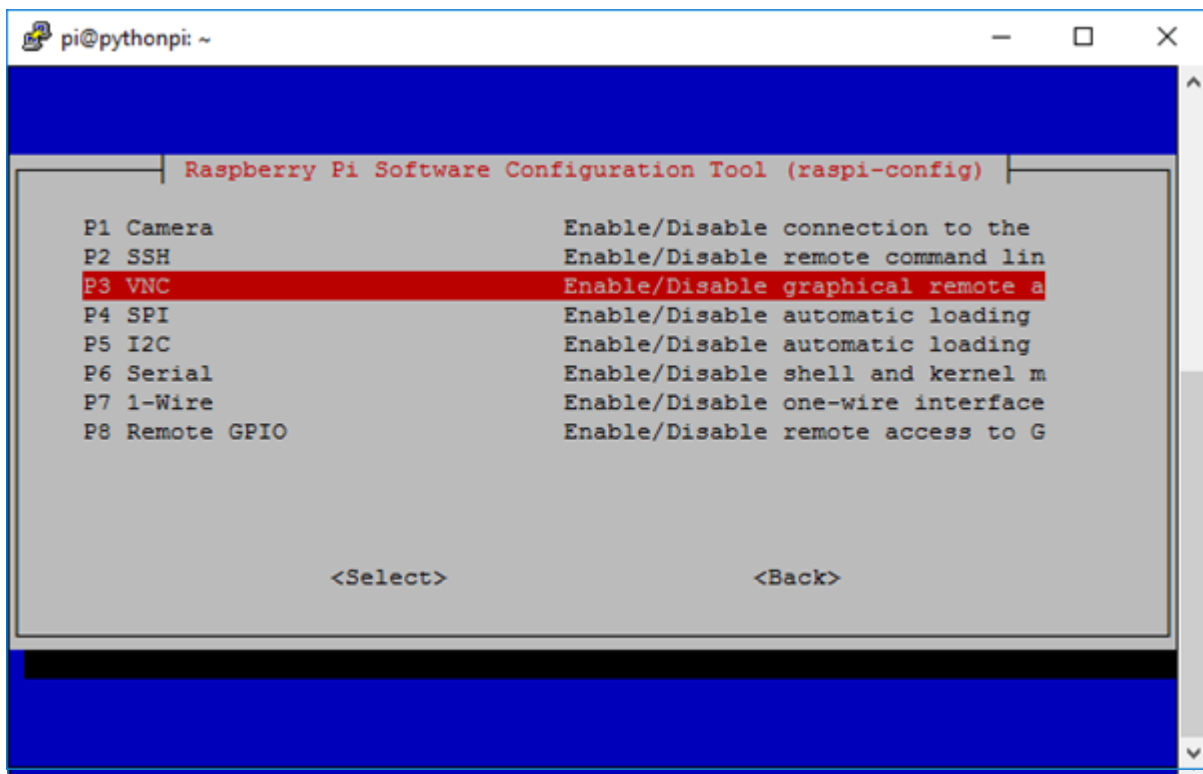 pi@pythonpi: ~
Raspberry Pi Software Configuration Tool (raspi-config)
P1 Camera Enable/Disable connection to the
P2 SSH Enable/Disable remote command lin
P3 VNC Enable/Disable graphical remote a
P4 SPI Enable/Disable automatic loading
P5 I2C Enable/Disable automatic loading
P6 Serial Enable/Disable shell and kernel m
P7 1-Wire Enable/Disable one-wire interface
P8 Remote GPIO Enable/Disable remote access to G
<Select> <Back>